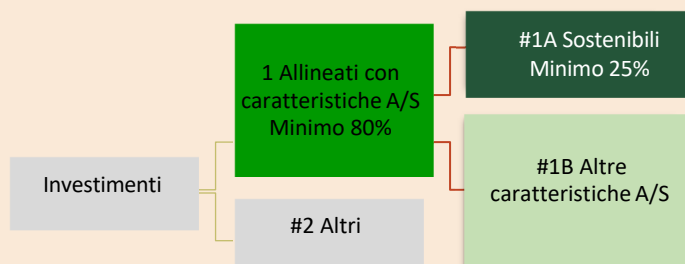 Investimenti
1 Allineati con
caratteristiche A/S
Minimo 80%
#2 Altri
#1A Sostenibili
Minimo 25%
#1B Altre
caratteristiche A/S